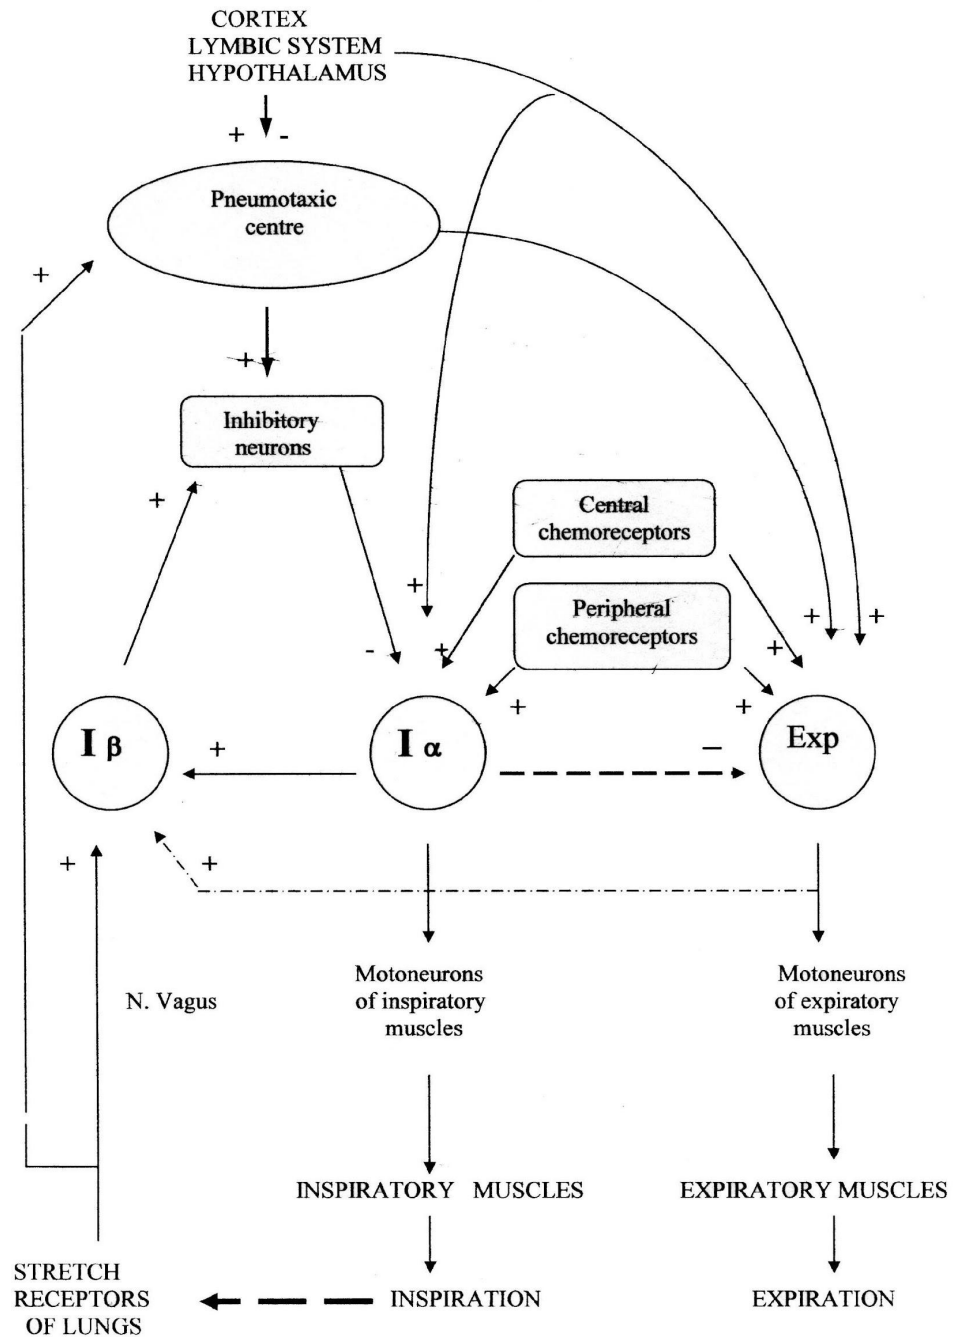 CORTEX
LYMBIC SYSTEM
HYPOTHALAMUS
+ -
Pneumotaxic
centre
+
+
Inhibitory
neurons
+
Central
chemoreceptors
+
Peripheral
chemoreceptors
+ +
- +
+
+ +
I β
+
I α
–
Exp
+ +
Motoneurons
of inspiratory
muscles
Motoneurons
of expiratory
muscles
N. Vagus
INSPIRATORY MUSCLES
EXPIRATORY MUSCLES
STRETCH
RECEPTORS
OF LUNGS
INSPIRATION
EXPIRATION